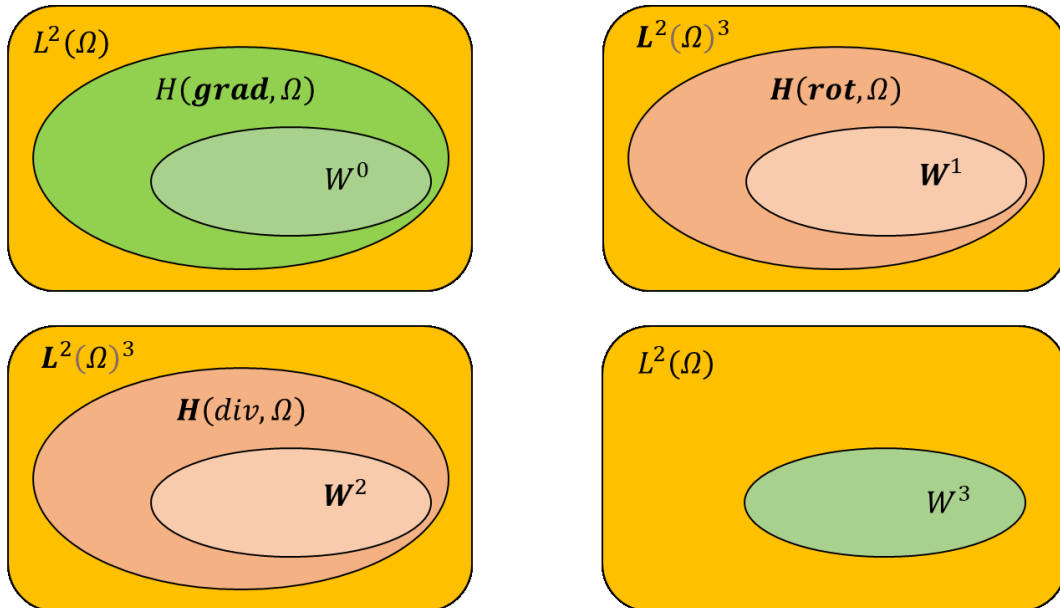 L²(Ω)
H(grad, Ω)
W⁰
L²(Ω)³
H(rot, Ω)
W¹
L²(Ω)³
H(div, Ω)
W²
L²(Ω)
W³